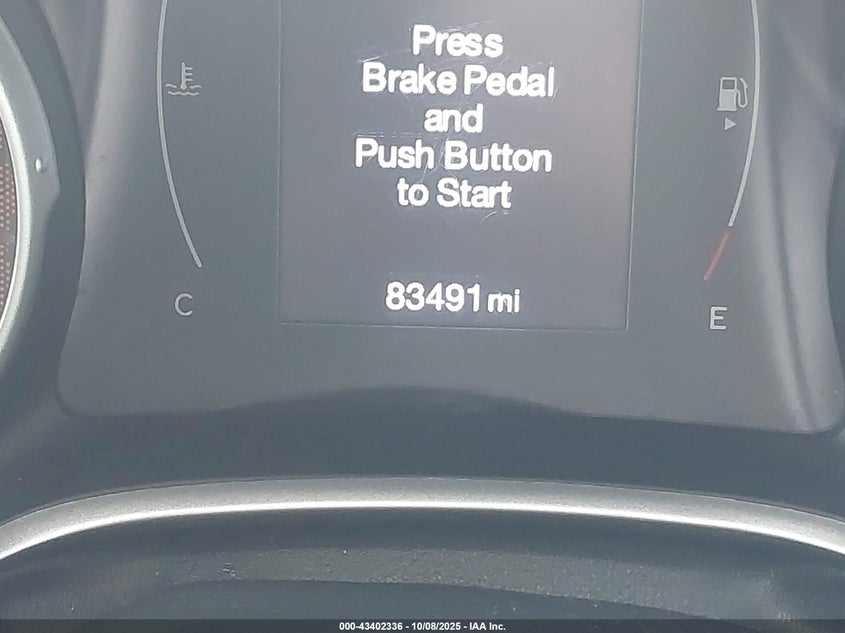 Press
Brake Pedal
and
Push Button
to Start
83491 mi
C
E
000-43402336 - 10/08/2025 - IAA Inc.